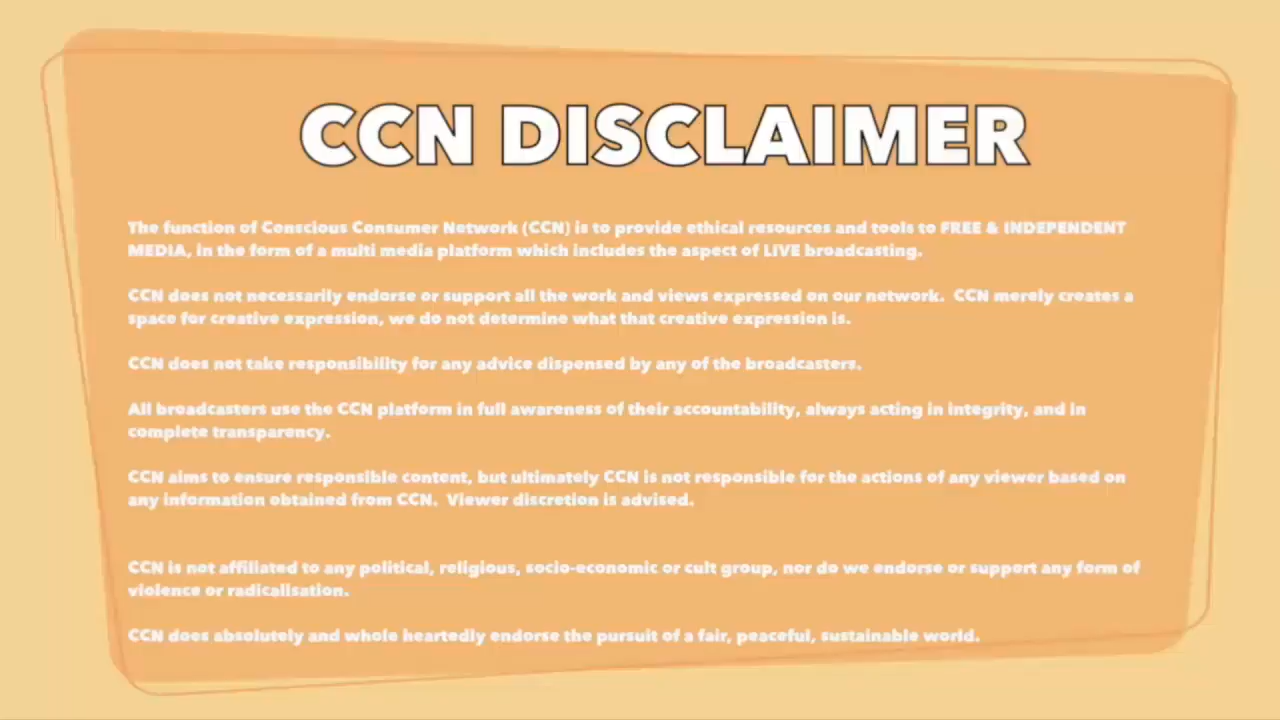 CCN DISCLAIMER
The function of Conscious Consumer Network (CCN) is to provide ethical resources and tools to FREE & INDEPENDENT
MEDIA, in the form of a multi media platform which includes the aspect of LIVE broadcasting.
CCN does not necessarily endorse or support all the work and views expressed on our network.  CCN merely creates a
space for creative expression, we do not determine what that creative expression is.
CCN does not take responsibility for any advice dispensed by any of the broadcasters.
All broadcasters use the CCN platform in full awareness of their accountability, always acting in integrity, and in
complete transparency.
CCN aims to ensure responsible content, but ultimately CCN is not responsible for the actions of any viewer based on
any information obtained from CCN.  Viewer discretion is advised.
CCN is not affiliated to any political, religious, socio-economic or cult group, nor do we endorse or support any form of
violence or radicalisation.
CCN does absolutely and whole heartedly endorse the pursuit of a fair, peaceful, sustainable world.